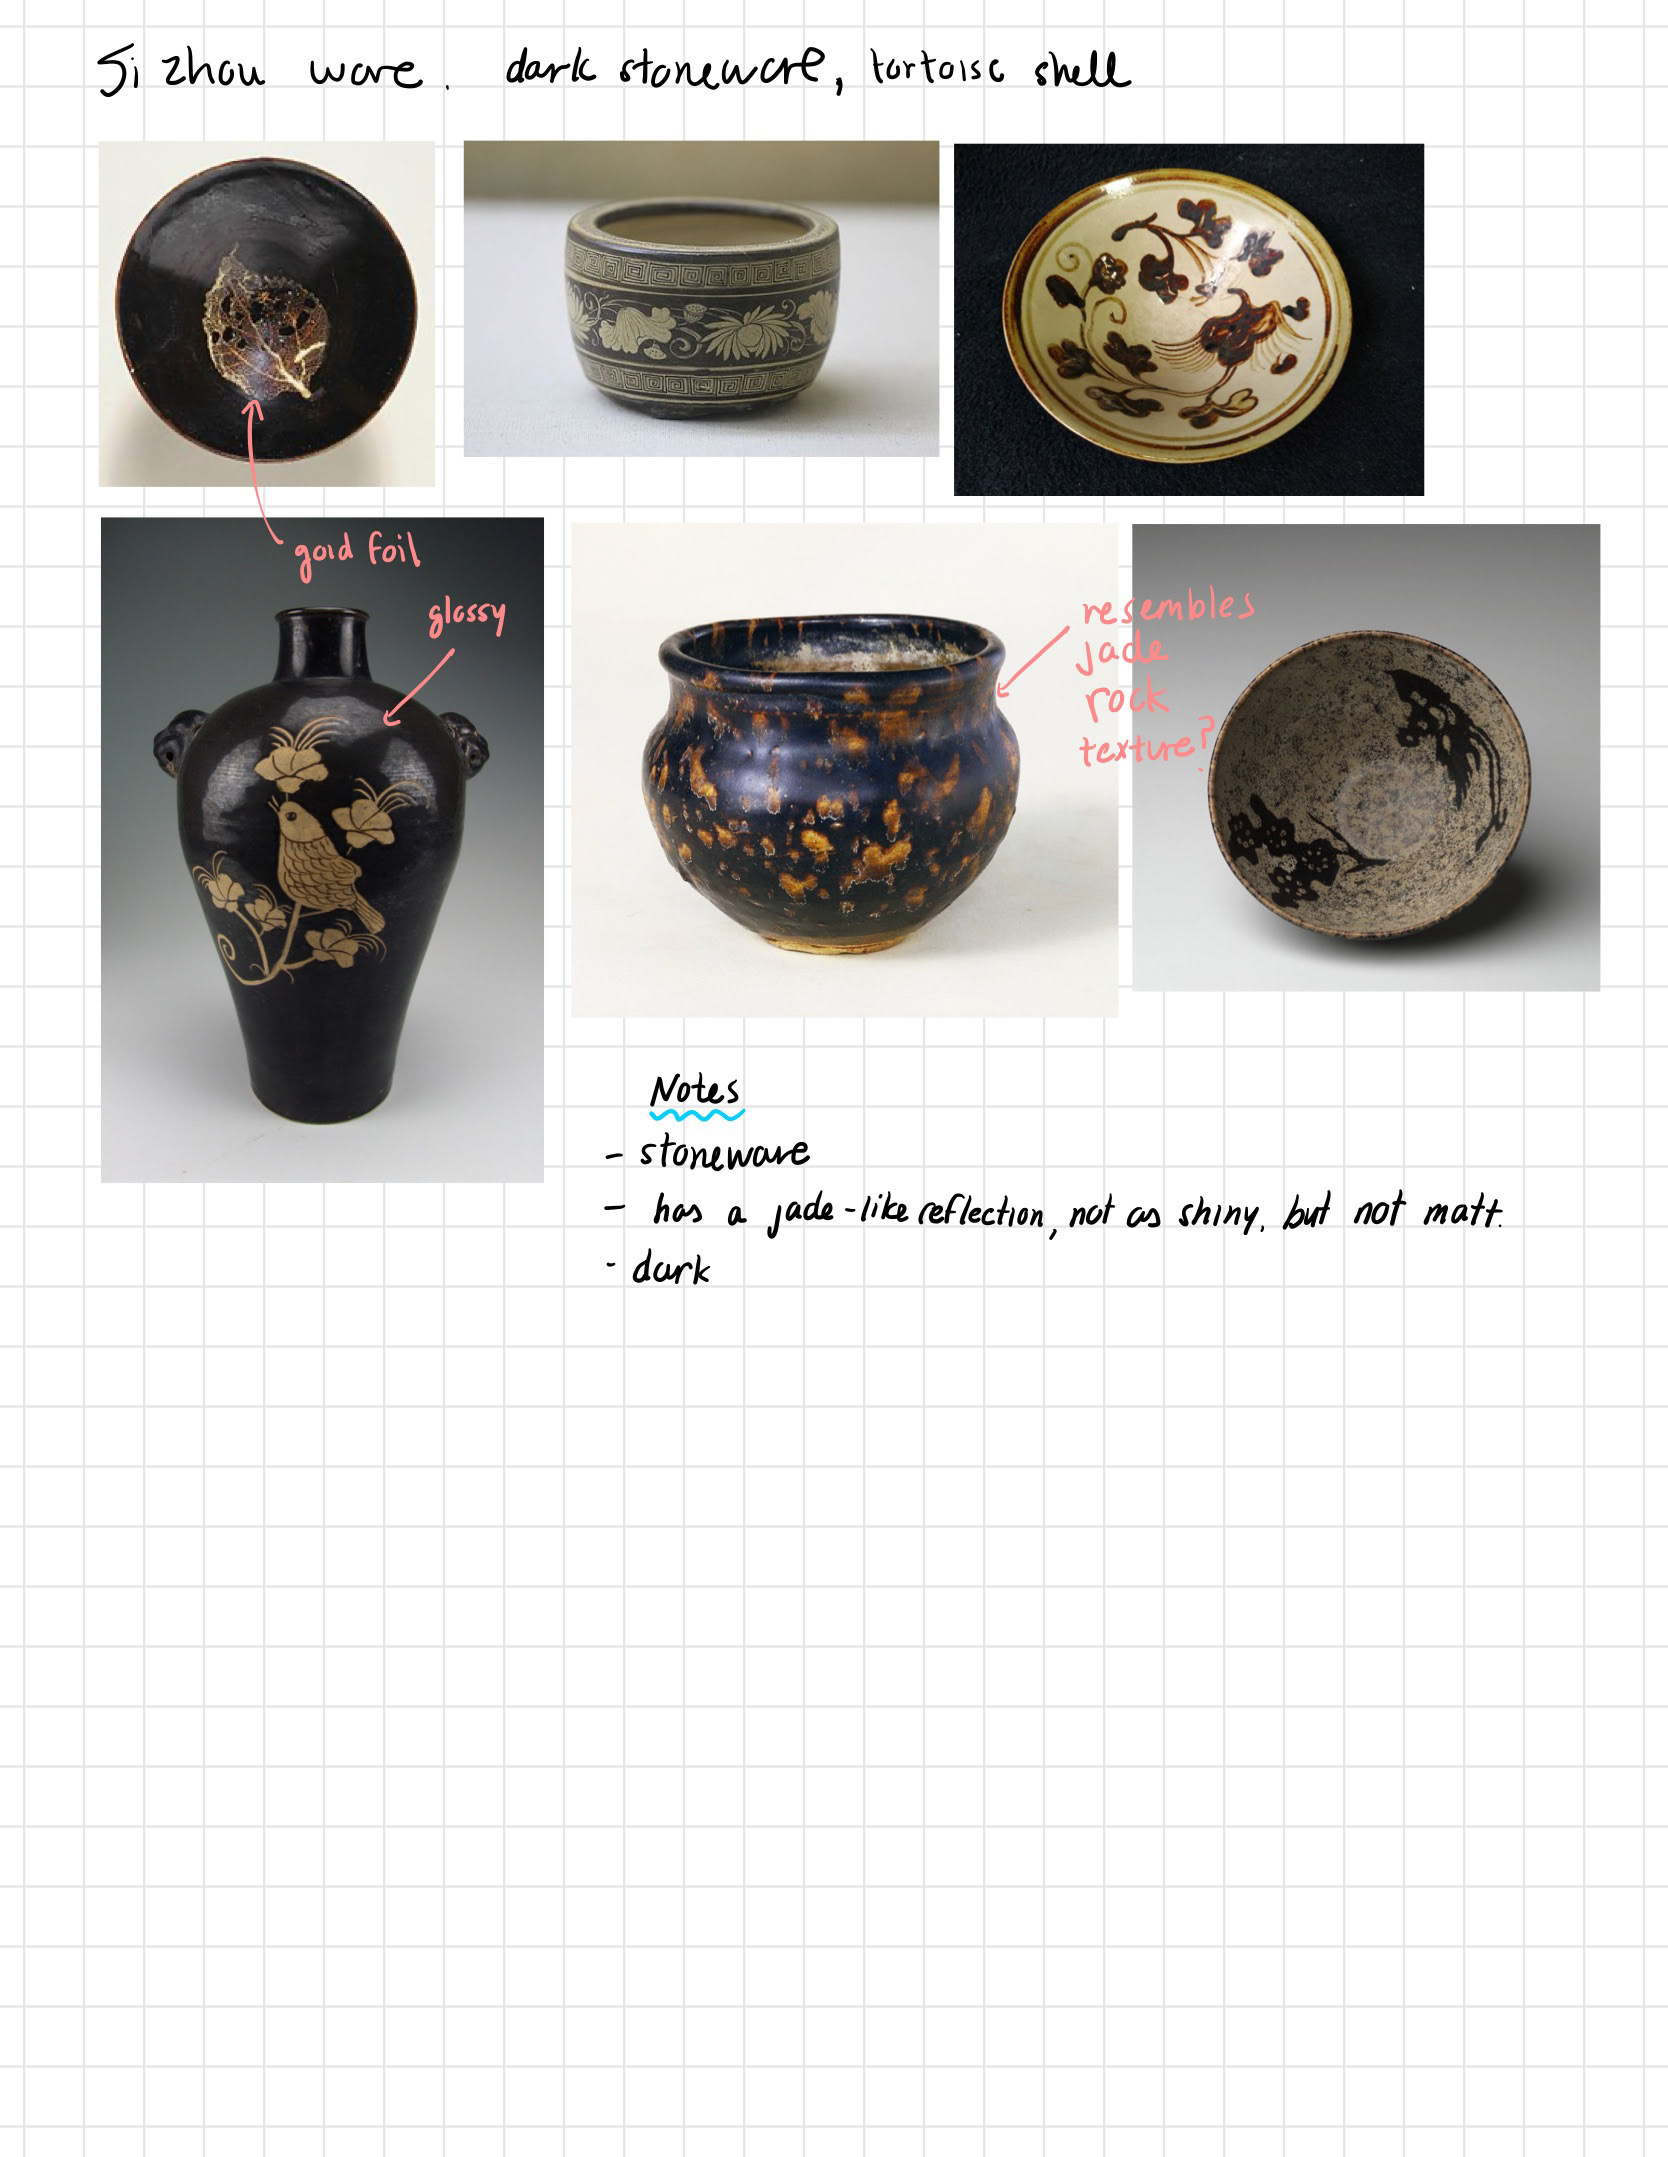 Ji zhou ware. dark stoneware, tortoise shell
gold foil
glossy
resembles
jade
rock
texture?
Notes
- stoneware
- has a jade-like reflection, not as shiny, but not matt.
- dark